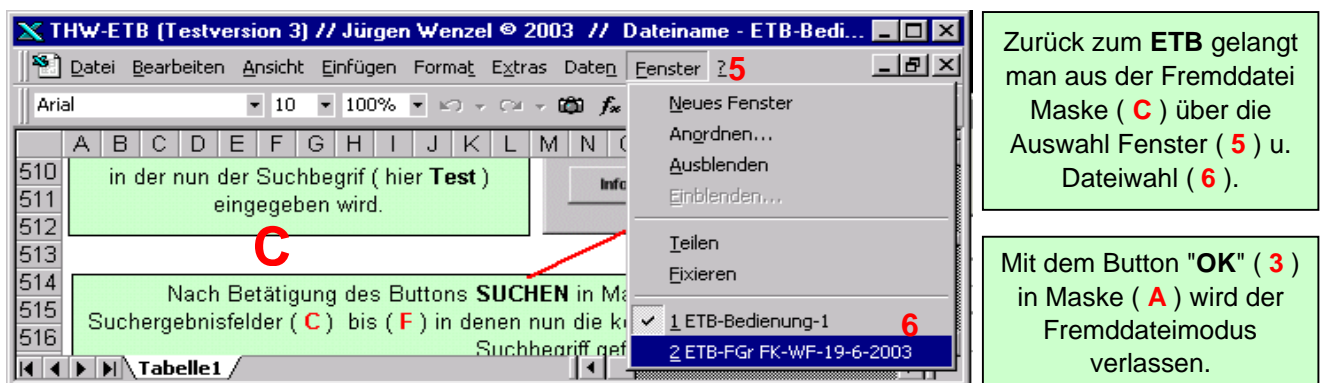 THW-ETB (Testversion 3) // Jürgen Wenzel © 2003 // Dateiname - ETB-Bedi...
Datei Bearbeiten Ansicht Einfügen Format Extras Daten Fenster ? 5
Arial 10 100% fx
A B C D E F G H I J K L M N
510
511
512
513
514
515
516
in der nun der Suchbegrif ( hier Test )
eingegeben wird.
C
Nach Betätigung des Buttons SUCHEN in
Suchergebnisfelder ( C ) bis ( F ) in denen nun die
Suchbegriff
Tabelle1
Neues Fenster
Anordnen...
Ausblenden
Einblenden...
Teilen
Fixieren
1 ETB-Bedienung-1 6
2 ETB-FGr FK-WF-19-6-2003
Zurück zum ETB gelangt
man aus der Fremddatei
Maske ( C ) über die
Auswahl Fenster ( 5 ) u.
Dateiwahl ( 6 ).
Mit dem Button "OK" ( 3 )
in Maske ( A ) wird der
Fremddateimodus
verlassen.